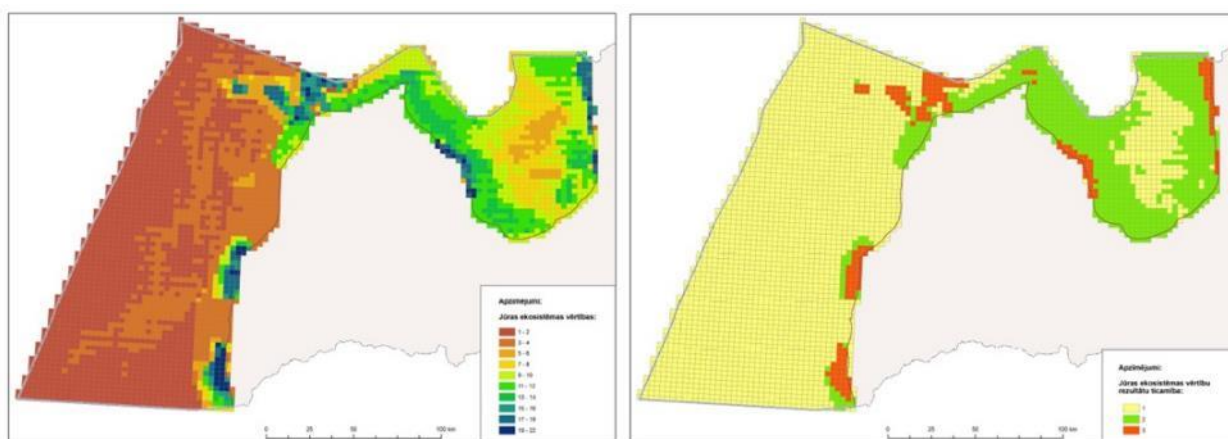 Apzīmējumi:
Jūras ekosistēmas vērtības:
1 - 2
3 - 4
5 - 6
7 - 8
9 - 10
11 - 12
13 - 14
15 - 16
17 - 18
19 - 22
0 25 50 100 km
Apzīmējumi:
Jūras ekosistēmas vērtību
rezultātu ticamība:
1
2
3
0 25 50 100 km